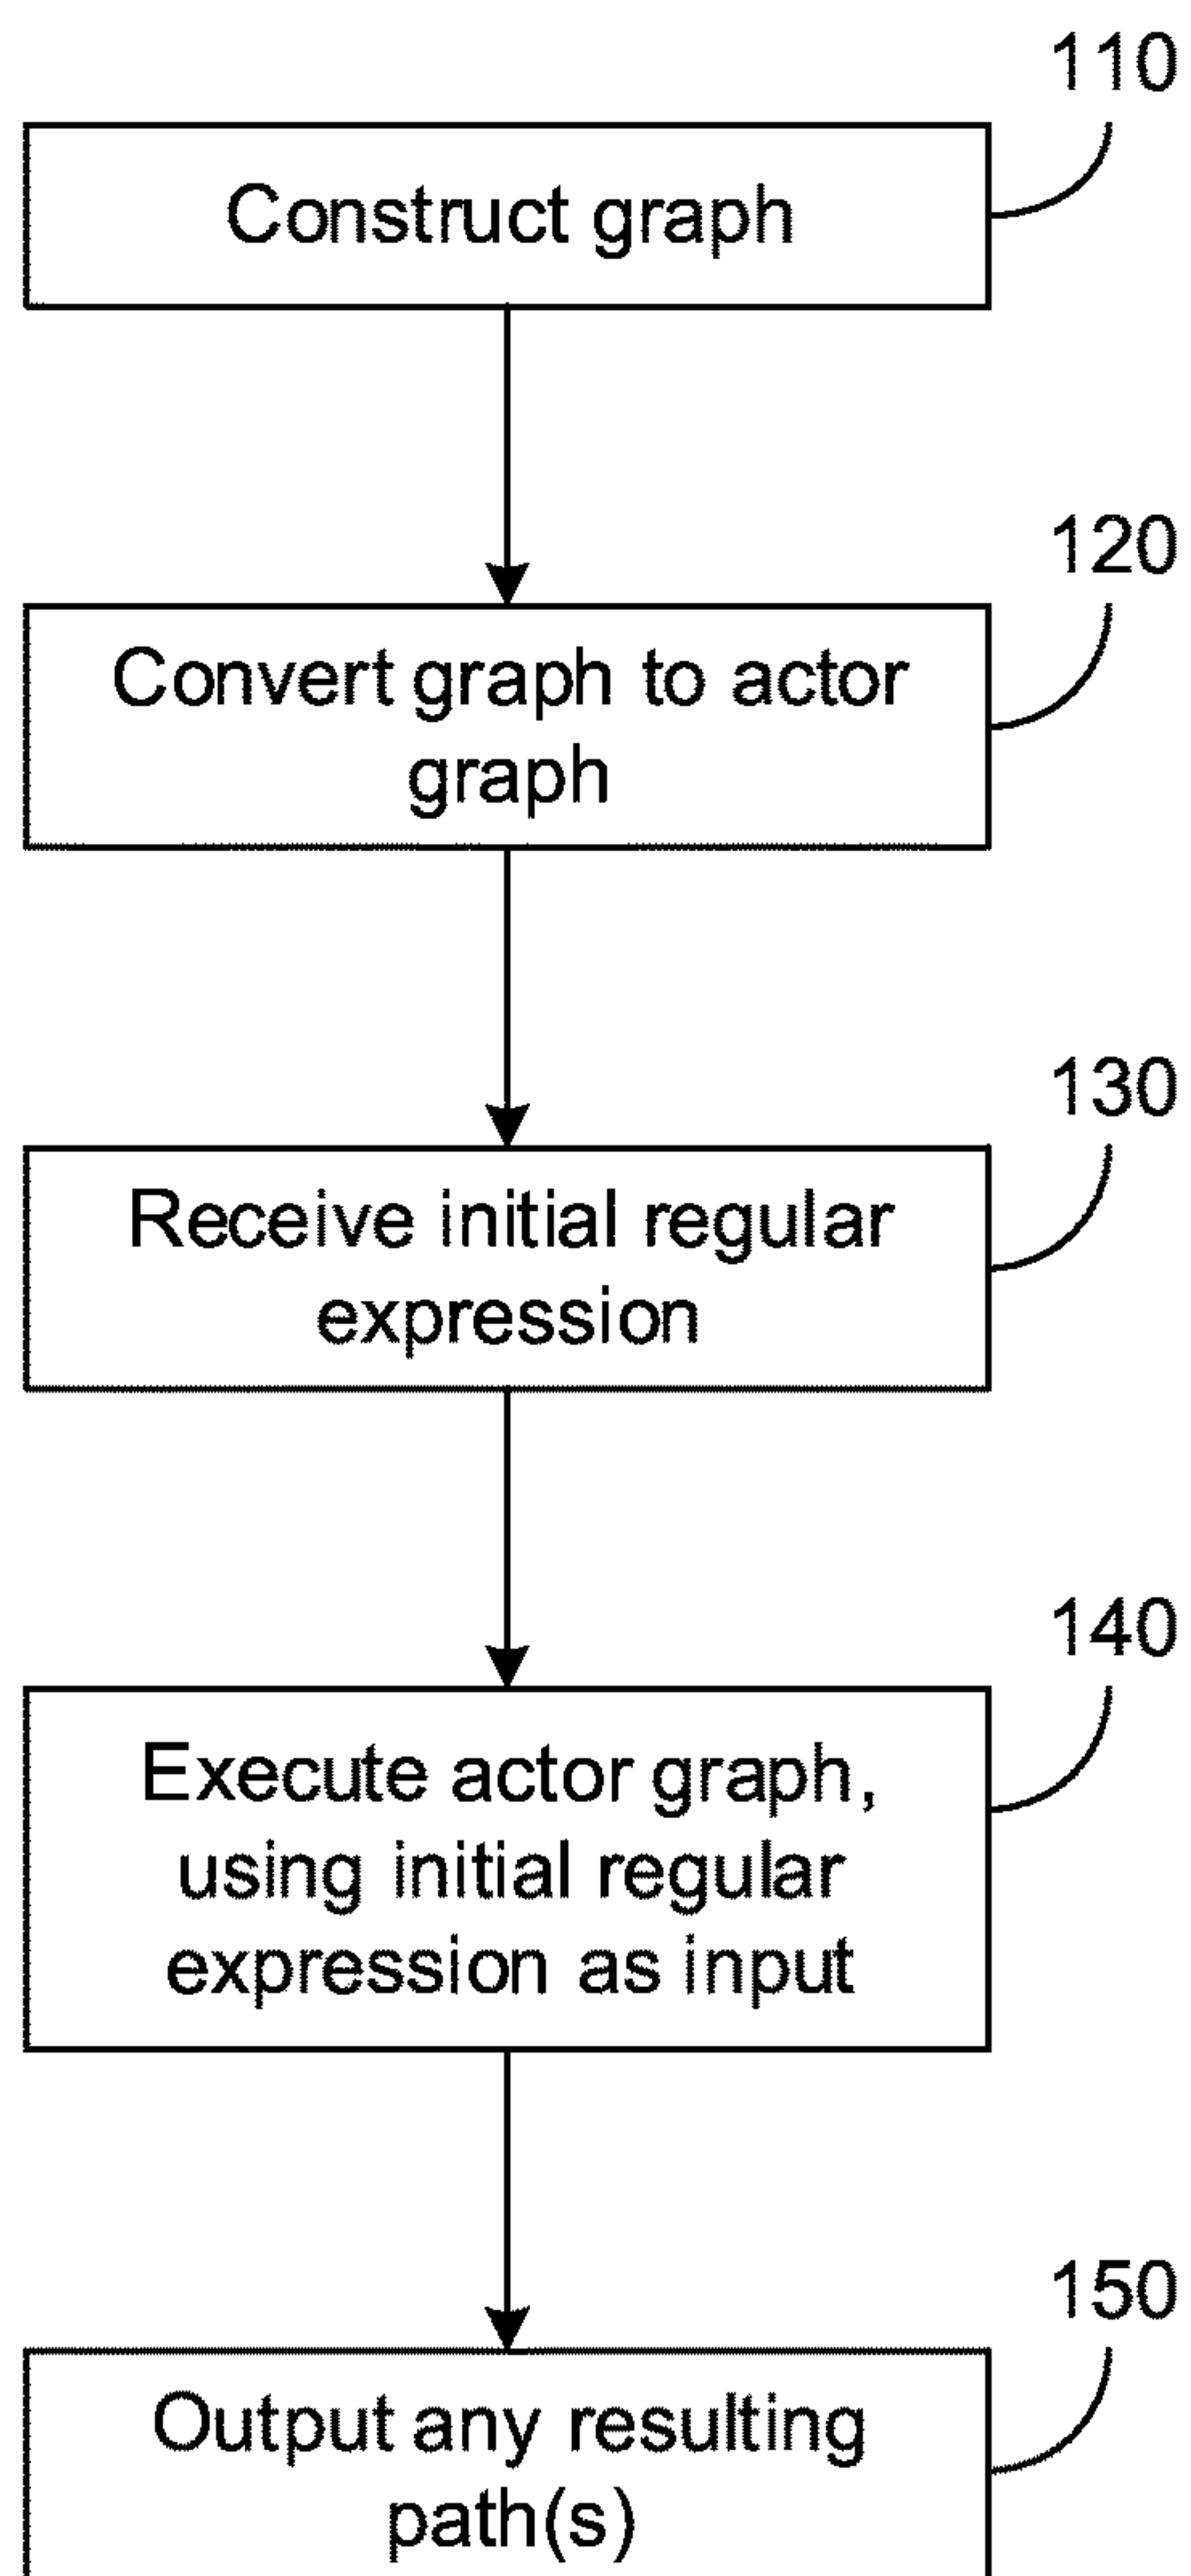 110
Construct graph
120
Convert graph to actor
graph
130
Receive initial regular
expression
140
Execute actor graph,
using initial regular
expression as input
150
Output any resulting
path(s)